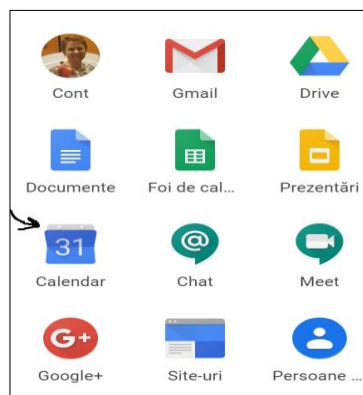 Cont Gmail Drive
Documente Foi de cal... Prezentări
31
Calendar Chat Meet
G+
Google+ Site-uri Persoane ...